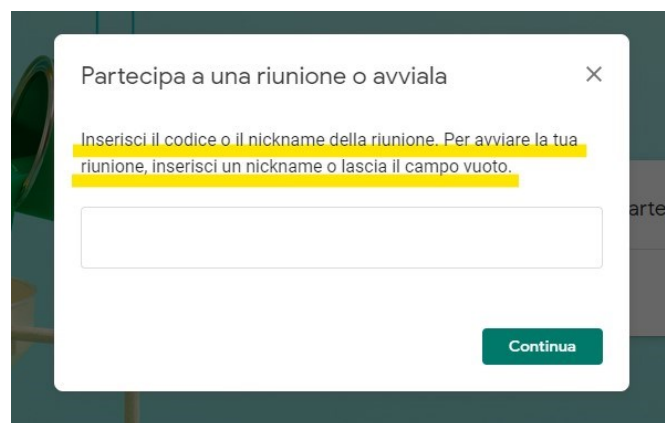 Partecipa a una riunione o avviala
Inserisci il codice o il nickname della riunione. Per avviare la tua
riunione, inserisci un nickname o lascia il campo vuoto.
arte
Continua